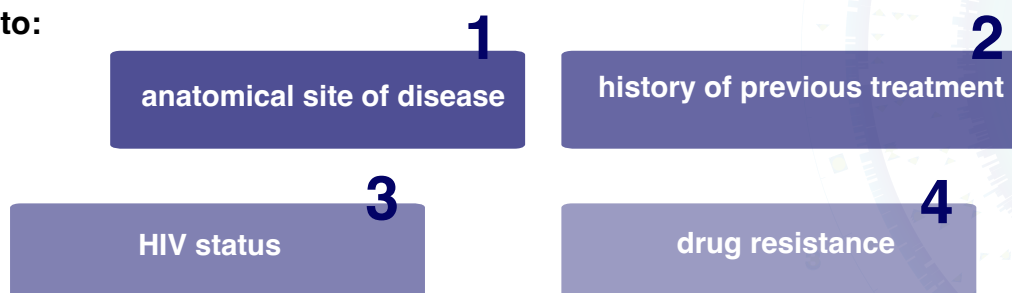 to:
1
anatomical site of disease
2
history of previous treatment
3
HIV status
4
drug resistance